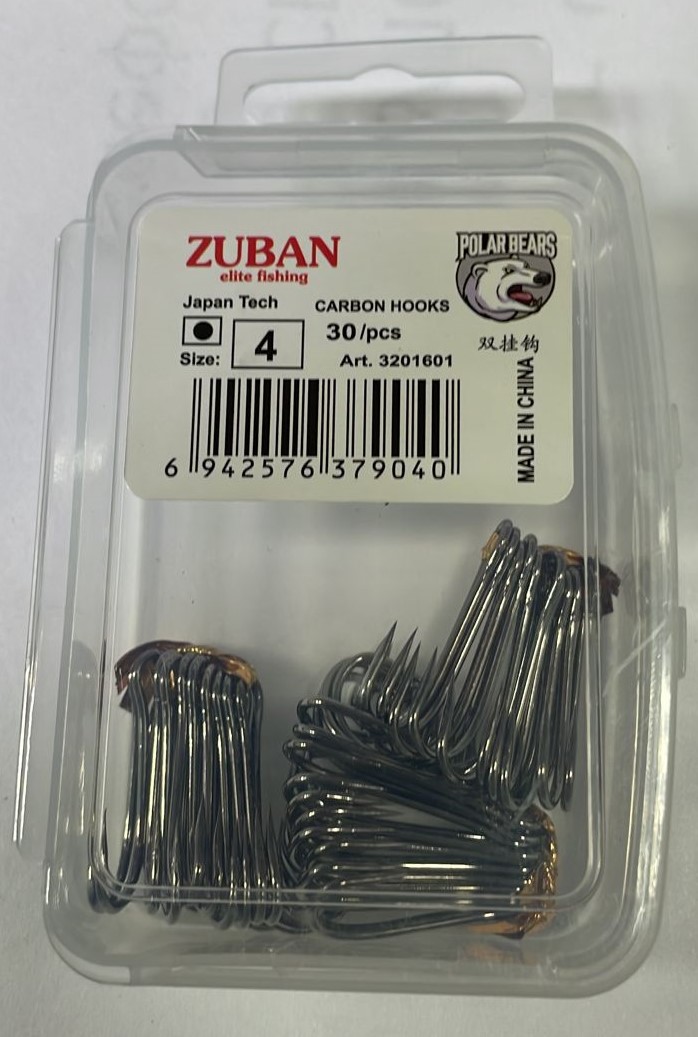 ZUBAN
elite fishing
POLAR BEARS
Japan Tech
CARBON HOOKS
30/pcs
Size:
4
Art. 3201601
双挂钩
MADE IN CHINA
6 942576 379040